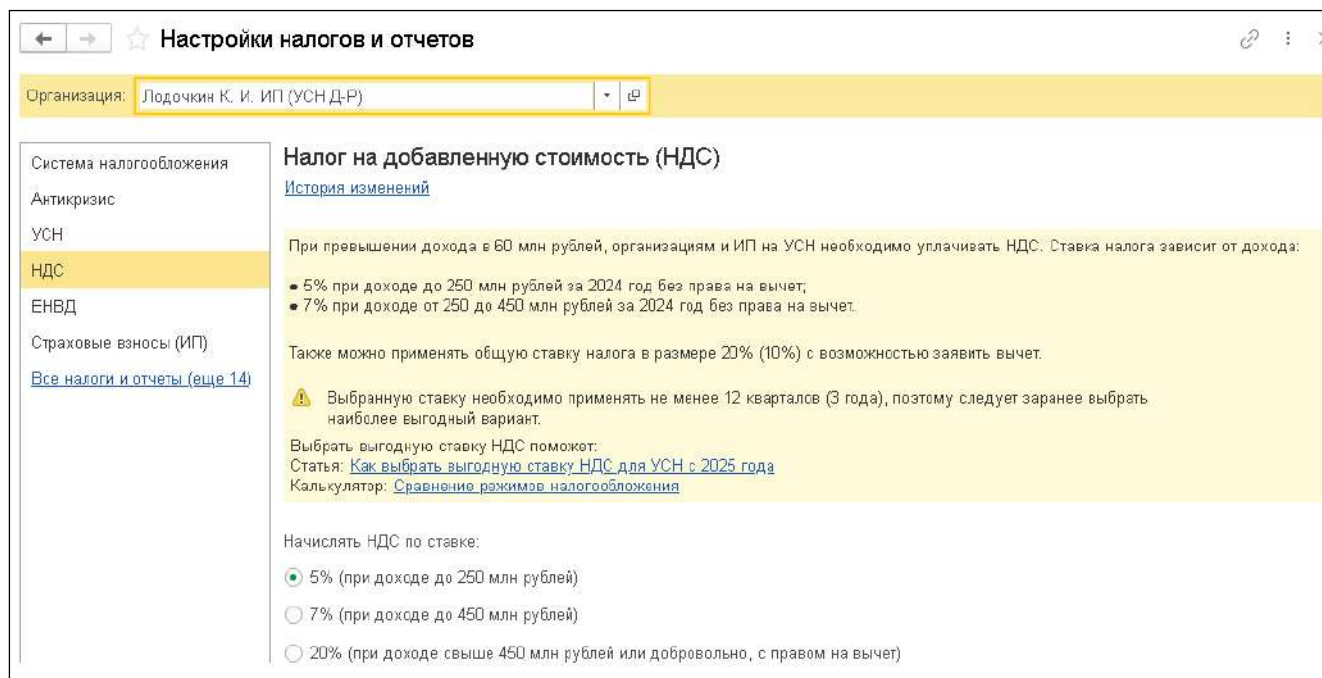 Настройки налогов и отчетов
Организация: Лодочкин К. И. ИП (УСН Д-Р)
Система налогообложения
Антикризис
УСН
НДС
ЕНВД
Страховые взносы (ИП)
Все налоги и отчеты (еще 14)
Налог на добавленную стоимость (НДС)
История изменений
При превышении дохода в 60 млн рублей, организациям и ИП на УСН необходимо уплачивать НДС. Ставка налога зависит от дохода:
• 5% при доходе до 250 млн рублей за 2024 год без права на вычет;
• 7% при доходе от 250 до 450 млн рублей за 2024 год без права на вычет.
Также можно применять общую ставку налога в размере 20% (10%) с возможностью заявить вычет.
Выбранную ставку необходимо применять не менее 12 кварталов (3 года), поэтому следует заранее выбрать
наиболее выгодный вариант.
Выбрать выгодную ставку НДС поможет:
Статья: Как выбрать выгодную ставку НДС для УСН с 2025 года
Калькулятор: Сравнение режимов налогообложения
Начислять НДС по ставке:
5% (при доходе до 250 млн рублей)
7% (при доходе до 450 млн рублей)
20% (при доходе свыше 450 млн рублей или добровольно, с правом на вычет)